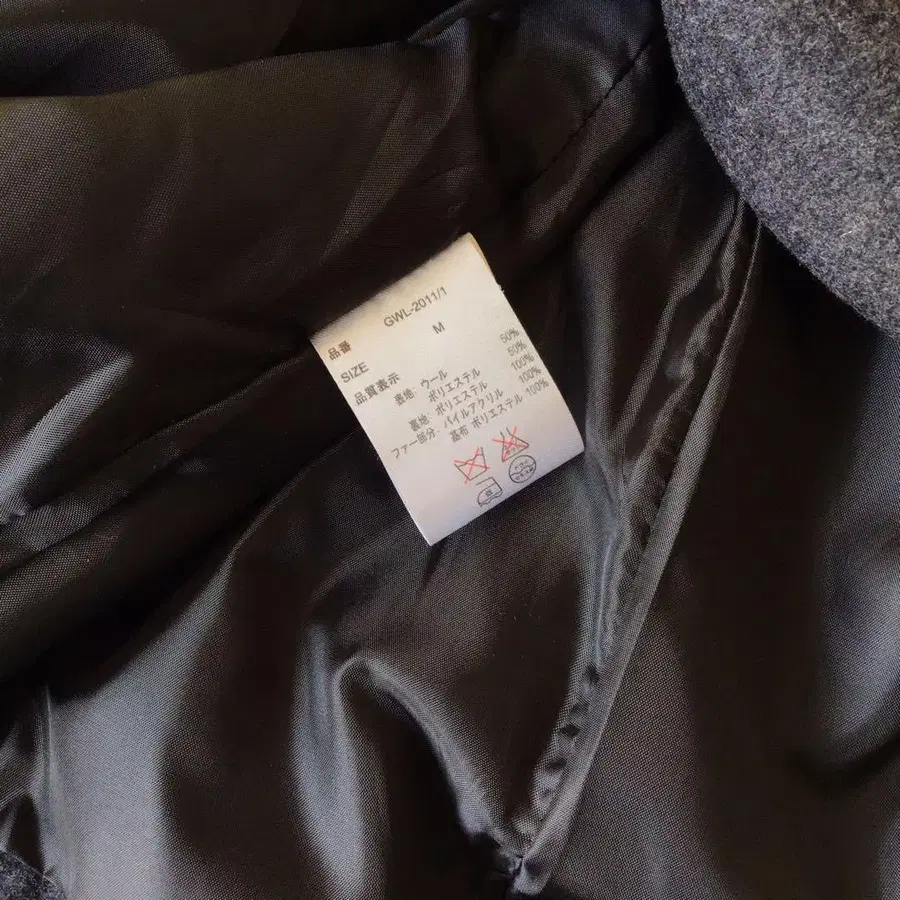 品番 GWL-2011/1
SIZE M
品質表示 表地: ウール 50%
ポリエステル 50%
裏地: ポリエステル 100%
ファー部分: パイルアクリル 100%
基布 ポリエステル 100%